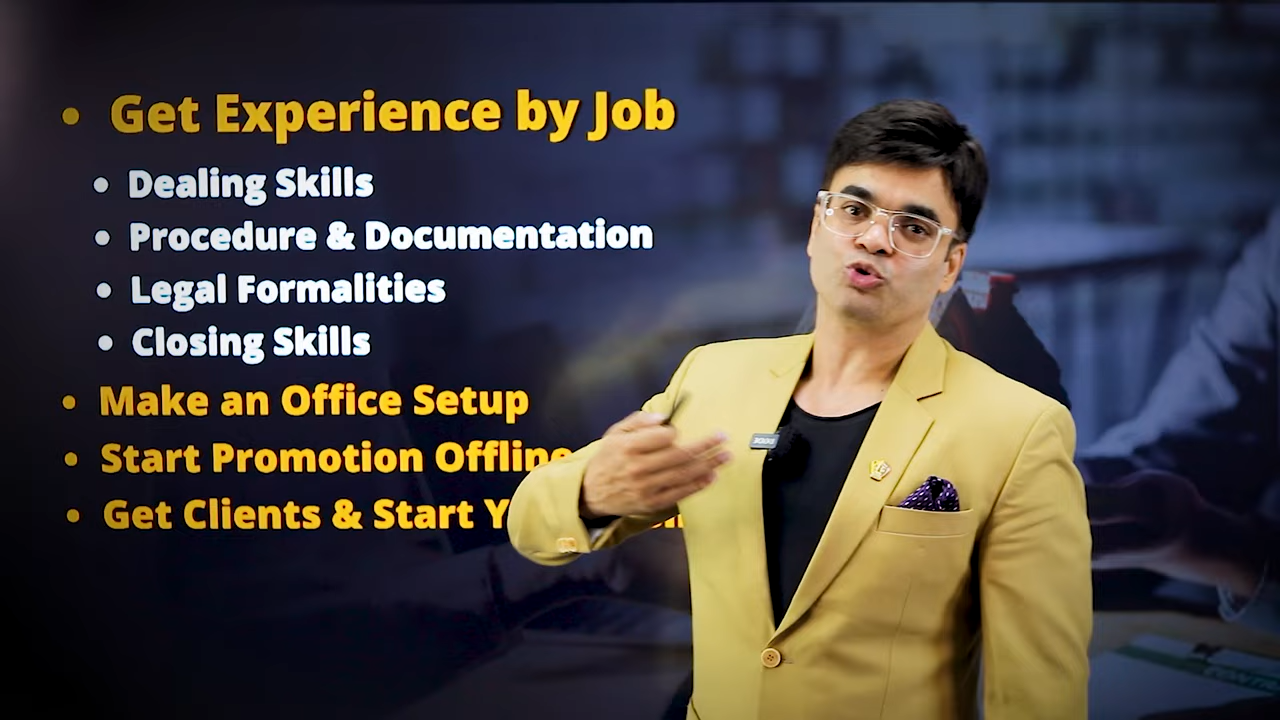 • Get Experience by Job
• Dealing Skills
• Procedure & Documentation
• Legal Formalities
• Closing Skills
• Make an Office Setup
• Start Promotion Offline
• Get Clients & Start